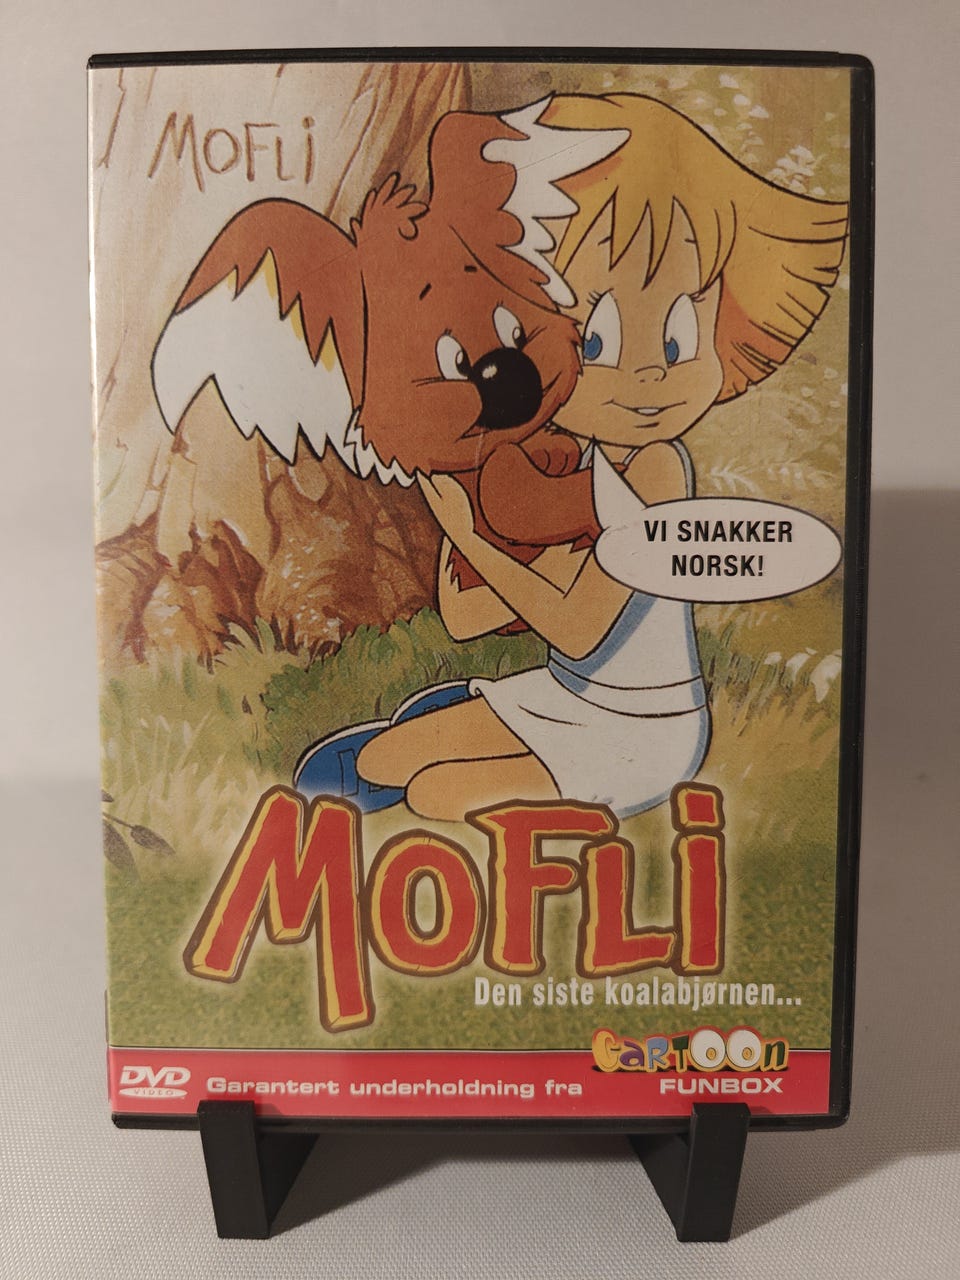 MOFLi
VI SNAKKER
NORSK!
MOFLi
Den siste koalabjørnen...
DVD
VIDEO
Garantert underholdning fra
CaRTOOn
FUNBOX